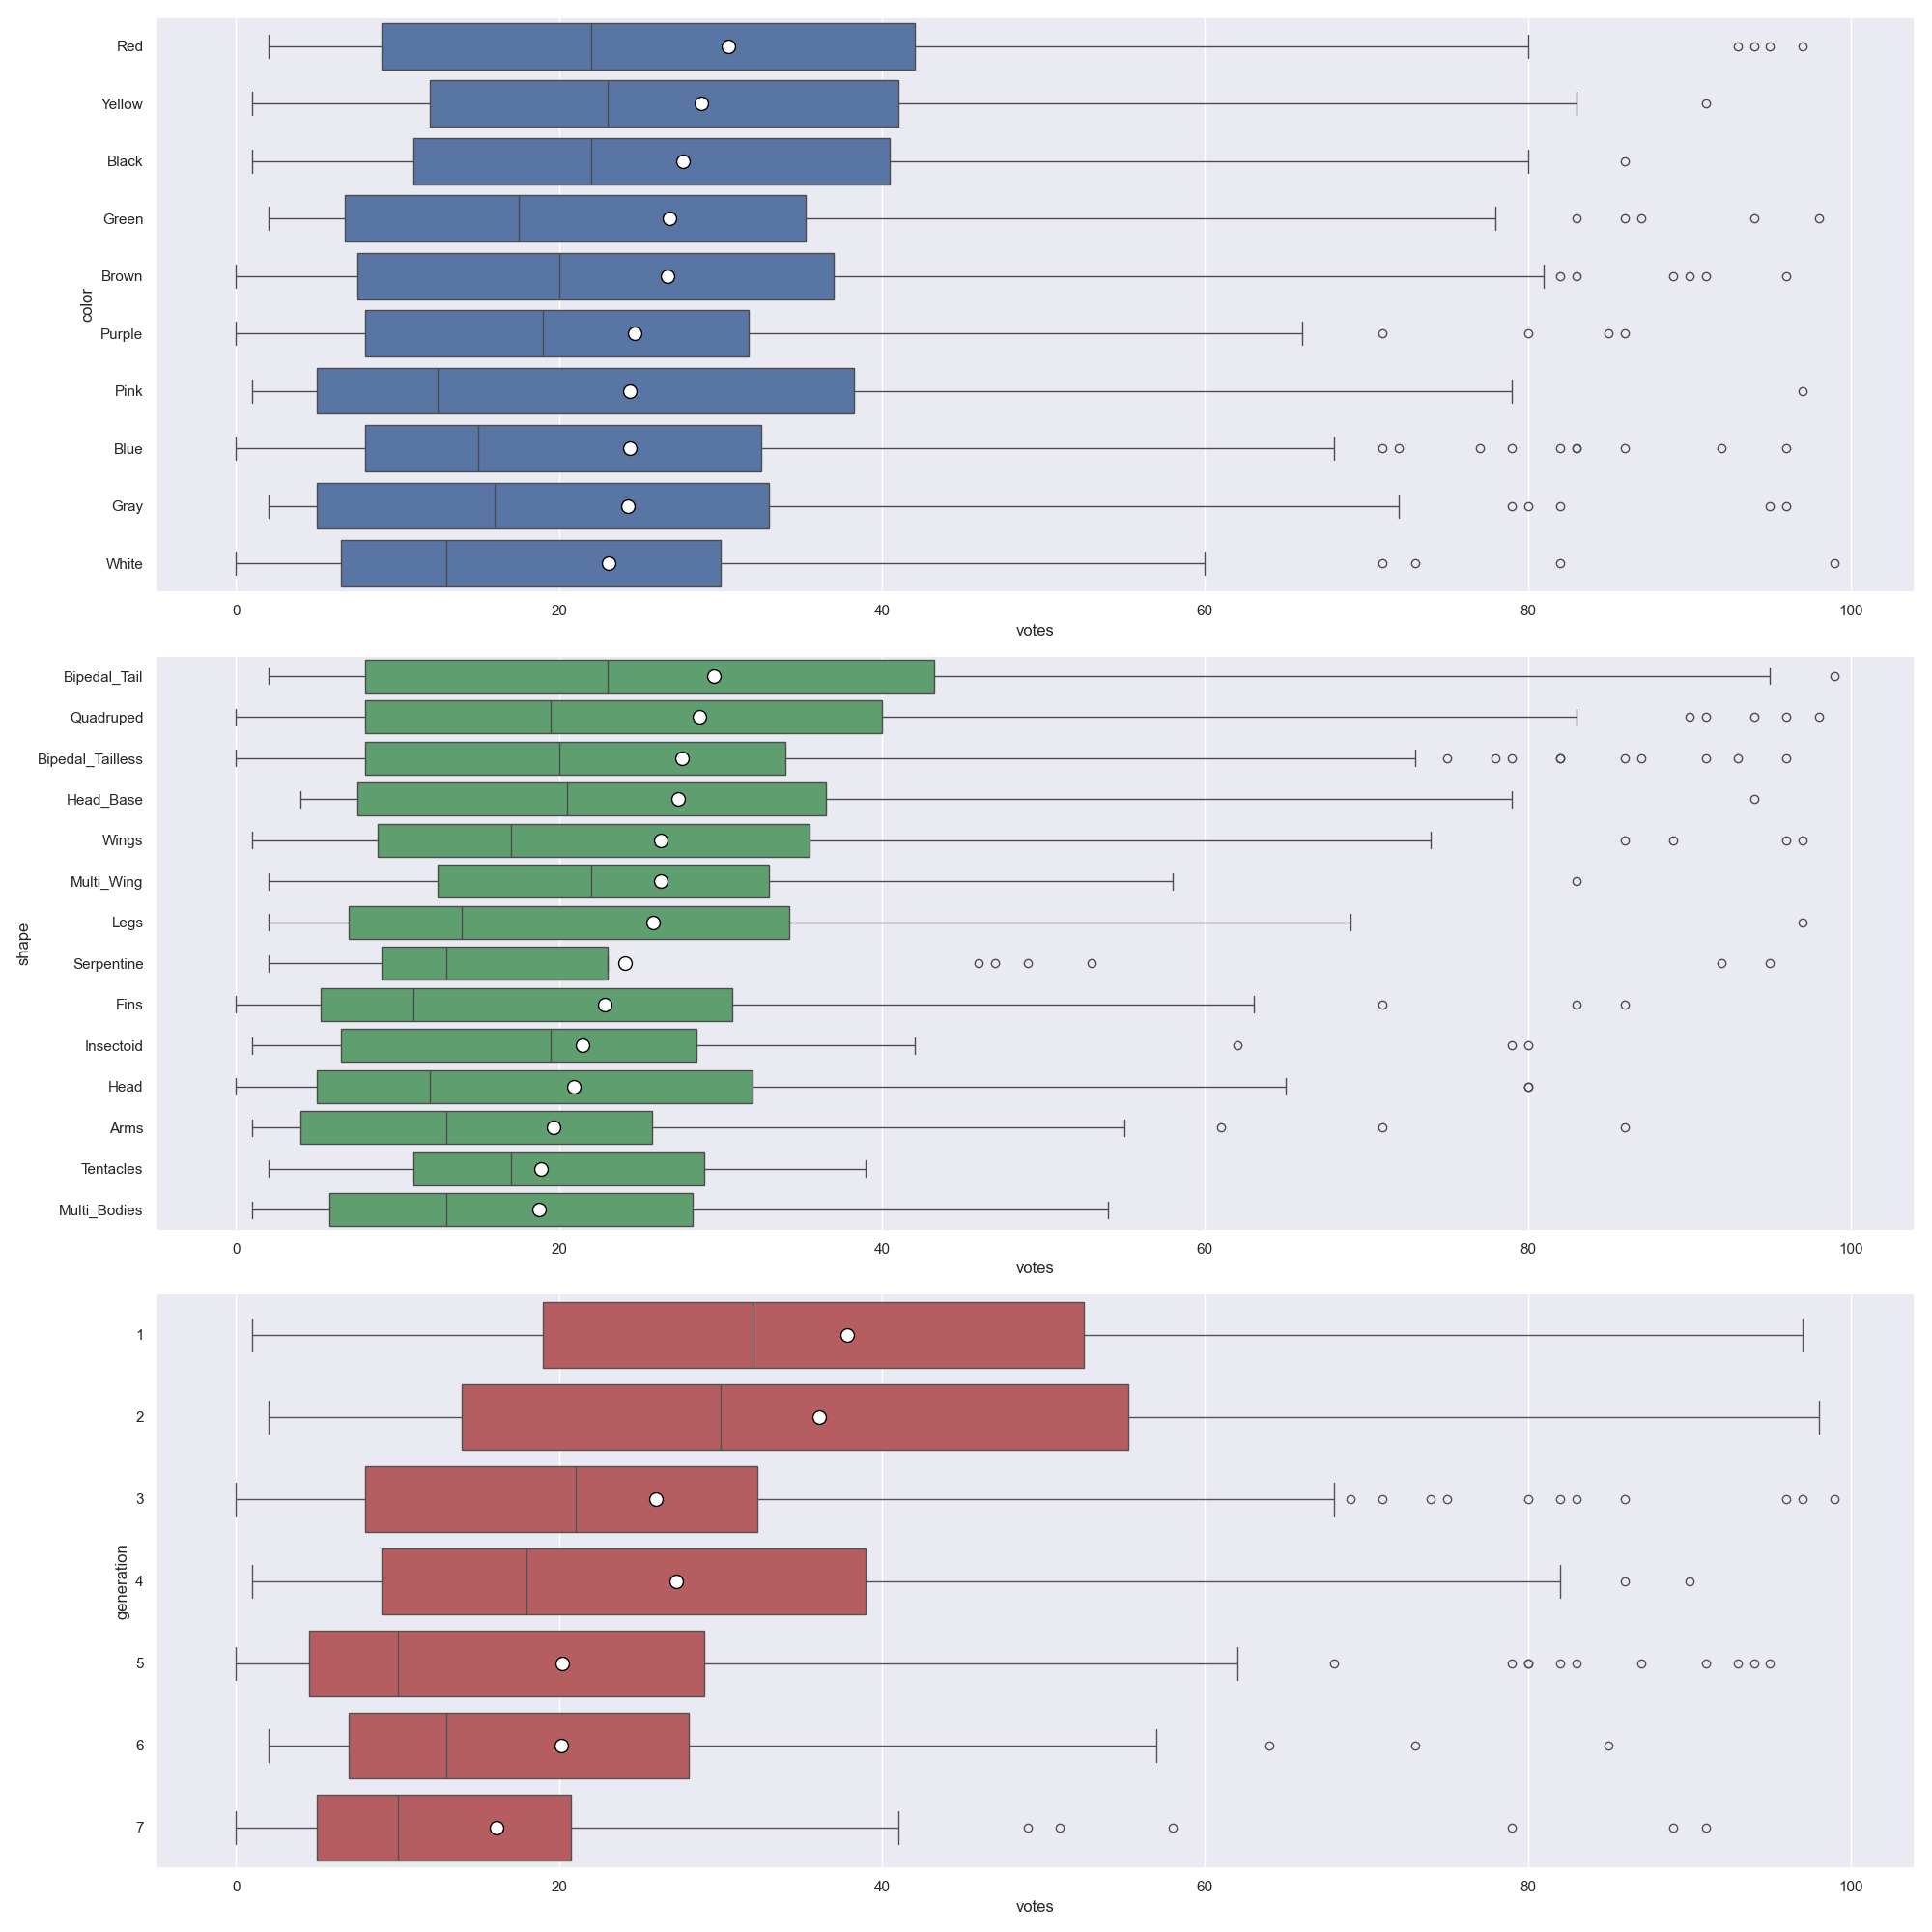 Red
Yellow
Black
Green
Brown
Purple
Pink
Blue
Gray
White
color
0 20 40 60 80 100
votes
Bipedal_Tail
Quadruped
Bipedal_Tailless
Head_Base
Wings
Multi_Wing
Legs
Serpentine
Fins
Insectoid
Head
Arms
Tentacles
Multi_Bodies
shape
0 20 40 60 80 100
votes
1
2
3
4
5
6
7
generation
0 20 40 60 80 100
votes